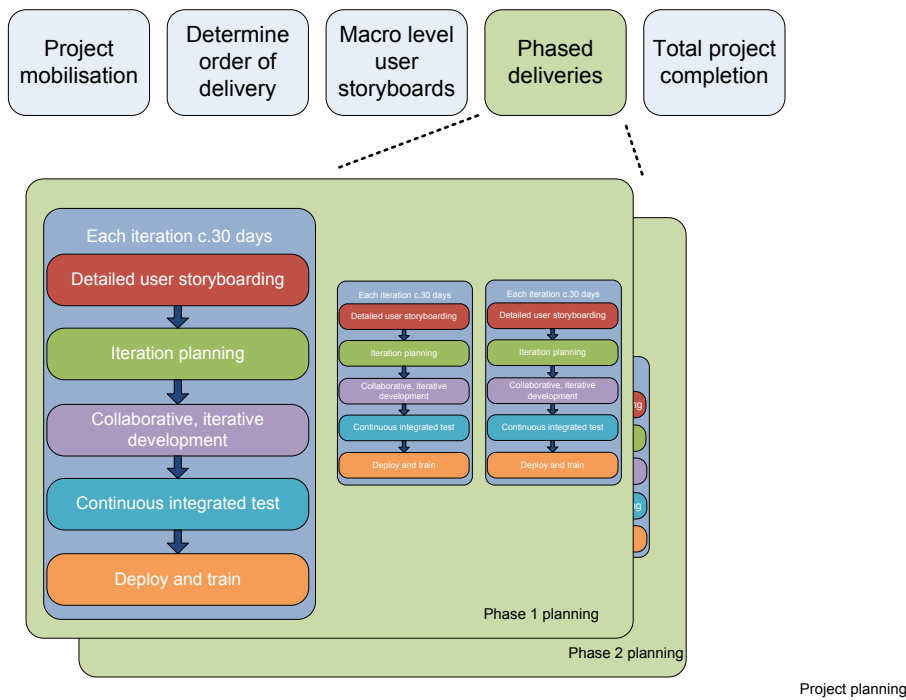 Project
mobilisation
Determine
order of
delivery
Macro level
user
storyboards
Phased
deliveries
Total project
completion
Each iteration c.30 days
Detailed user storyboarding
Iteration planning
Collaborative, iterative
development
Continuous integrated test
Deploy and train
Each iteration c.30 days
Detailed user storyboarding
Iteration planning
Collaborative, iterative
development
Continuous integrated test
Deploy and train
Each iteration c.30 days
Detailed user storyboarding
Iteration planning
Collaborative, iterative
development
Continuous integrated test
Deploy and train
Phase 1 planning
Phase 2 planning
Project planning